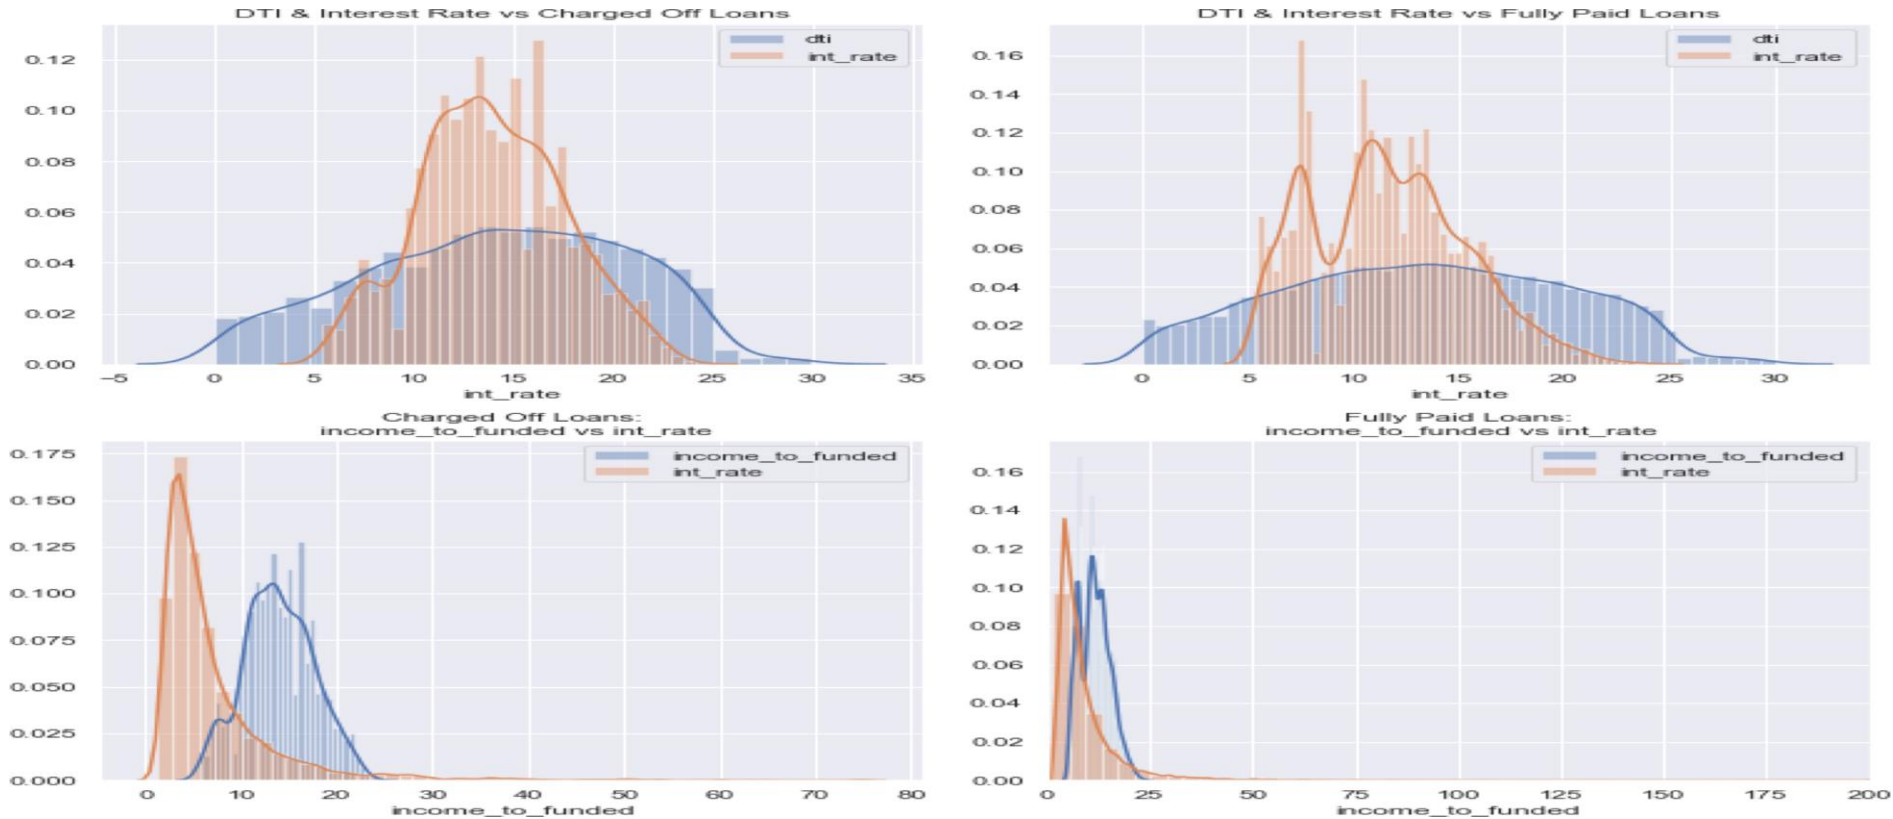 DTI & Interest Rate vs Charged Off Loans
dti
int_rate
0.12
0.10
0.08
0.06
0.04
0.02
0.00
−5 0 5 10 15 20 25 30 35
int_rate
DTI & Interest Rate vs Fully Paid Loans
dti
int_rate
0.16
0.14
0.12
0.10
0.08
0.06
0.04
0.02
0.00
0 5 10 15 20 25 30
int_rate
Charged Off Loans:
income_to_funded vs int_rate
income_to_funded
int_rate
0.175
0.150
0.125
0.100
0.075
0.050
0.025
0.000
0 10 20 30 40 50 60 70 80
income_to_funded
Fully Paid Loans:
income_to_funded vs int_rate
income_to_funded
int_rate
0.16
0.14
0.12
0.10
0.08
0.06
0.04
0.02
0.00
0 25 50 75 100 125 150 175 200
income_to_funded